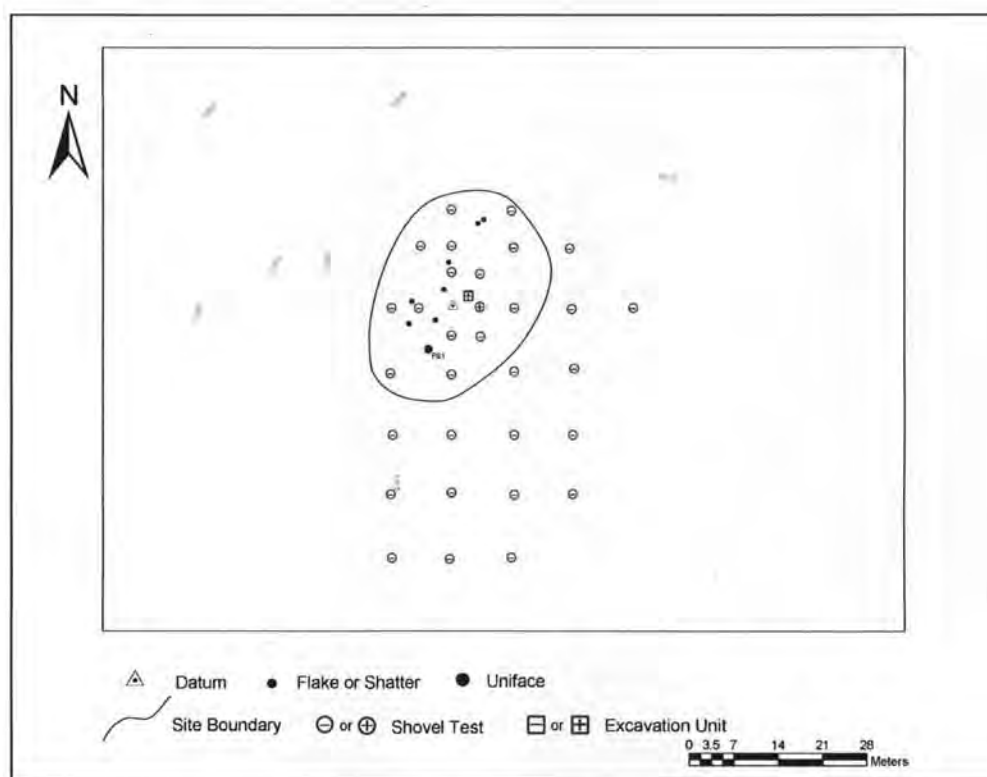 N
FS1
Datum
Flake or Shatter
Uniface
Site Boundary
or
Shovel Test
or
Excavation Unit
0 3.5 7 14 21 28
Meters